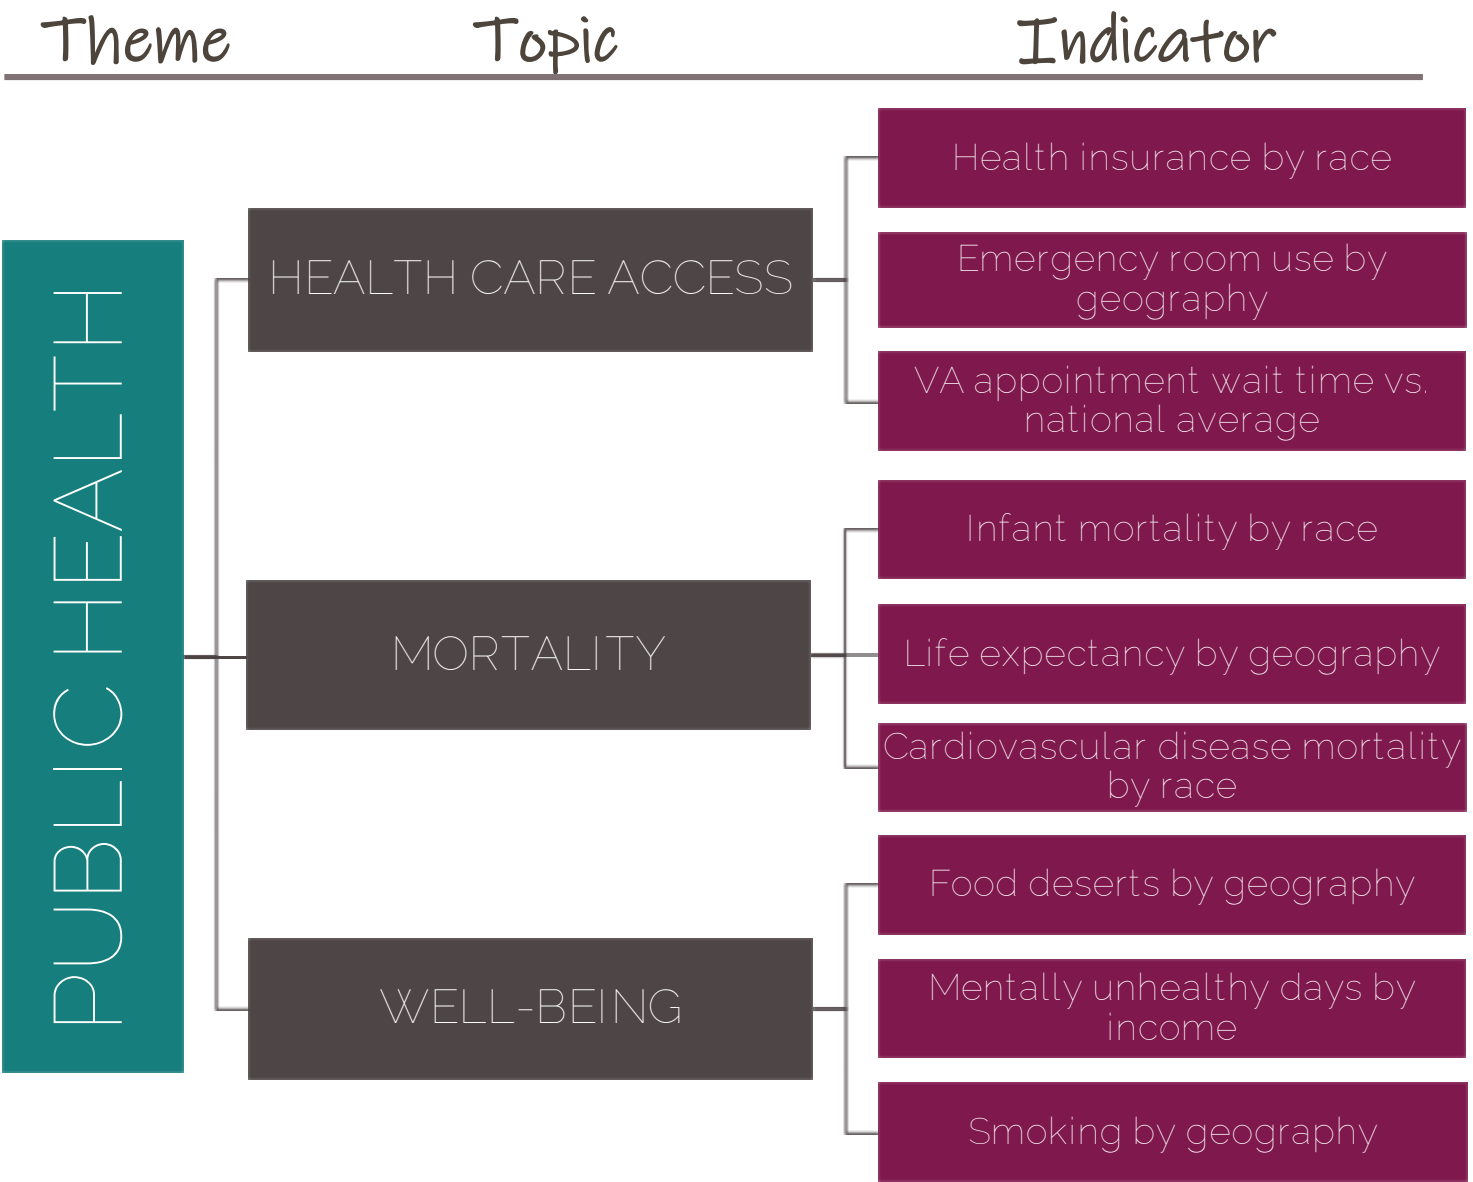 Theme Topic Indicator
PUBLIC HEALTH
HEALTH CARE ACCESS
Health insurance by race
Emergency room use by
geography
VA appointment wait time vs.
national average
MORTALITY
Infant mortality by race
Life expectancy by geography
Cardiovascular disease mortality
by race
WELL-BEING
Food deserts by geography
Mentally unhealthy days by
income
Smoking by geography